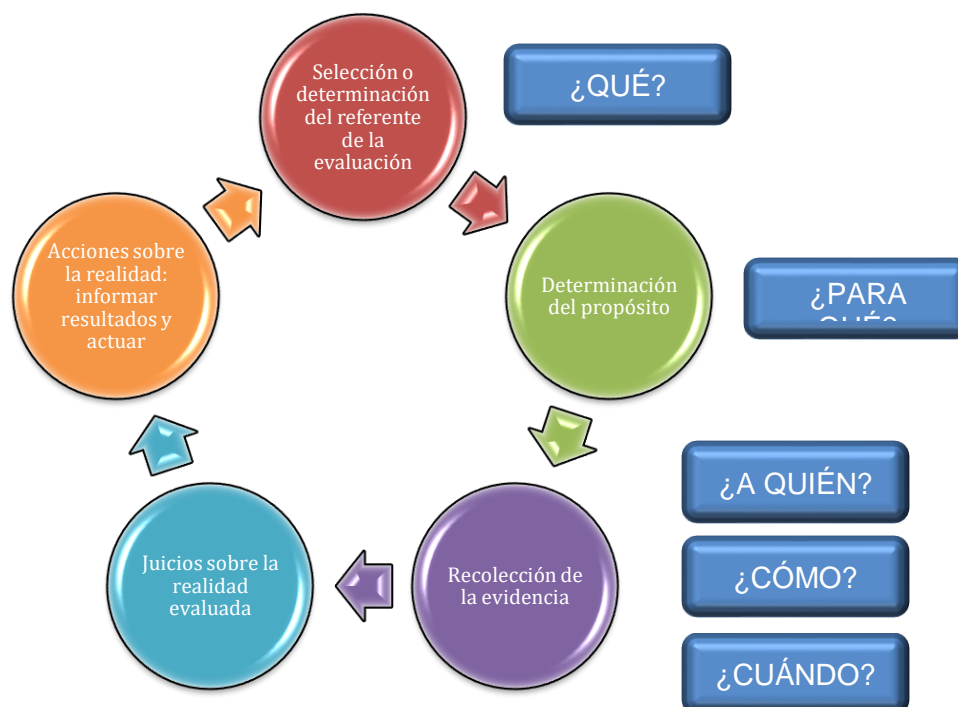 Selección o
determinación
del referente
de la
evaluación
¿QUÉ?
Determinación
del propósito
¿PARA
QUÉ?
Recolección de
la evidencia
¿A QUIÉN?
¿CÓMO?
¿CUÁNDO?
Juicios sobre la
realidad
evaluada
Acciones sobre
la realidad:
informar
resultados y
actuar